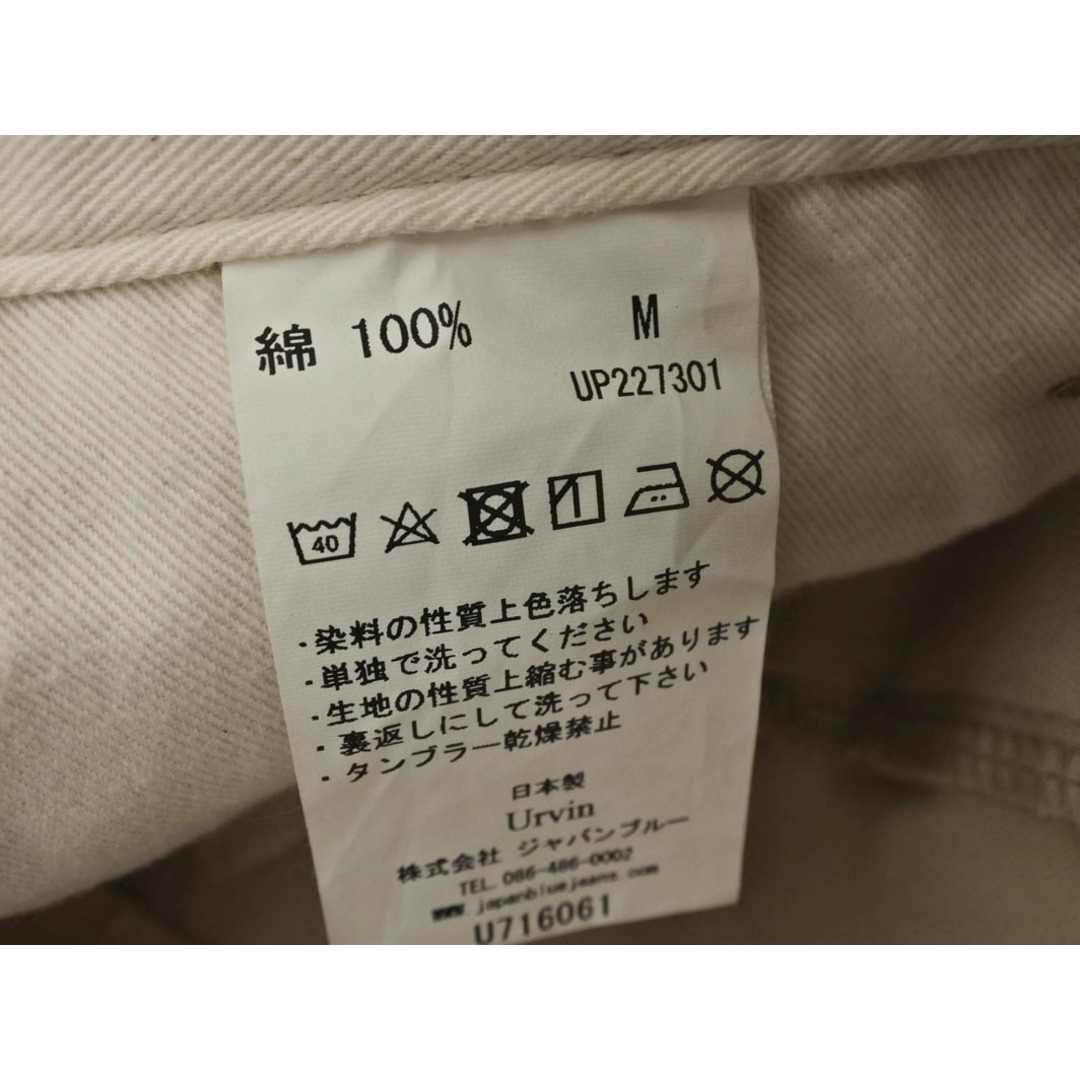 綿 100% M
UP227301
40
・染料の性質上色落ちします
・単独で洗ってください
・生地の性質上縮む事があります
・裏返しにして洗って下さい
・タンブラー乾燥禁止
日本製
Urvin
株式会社 ジャパンブルー
TEL.086-486-0002
www.japanbluejeans.com
U716061